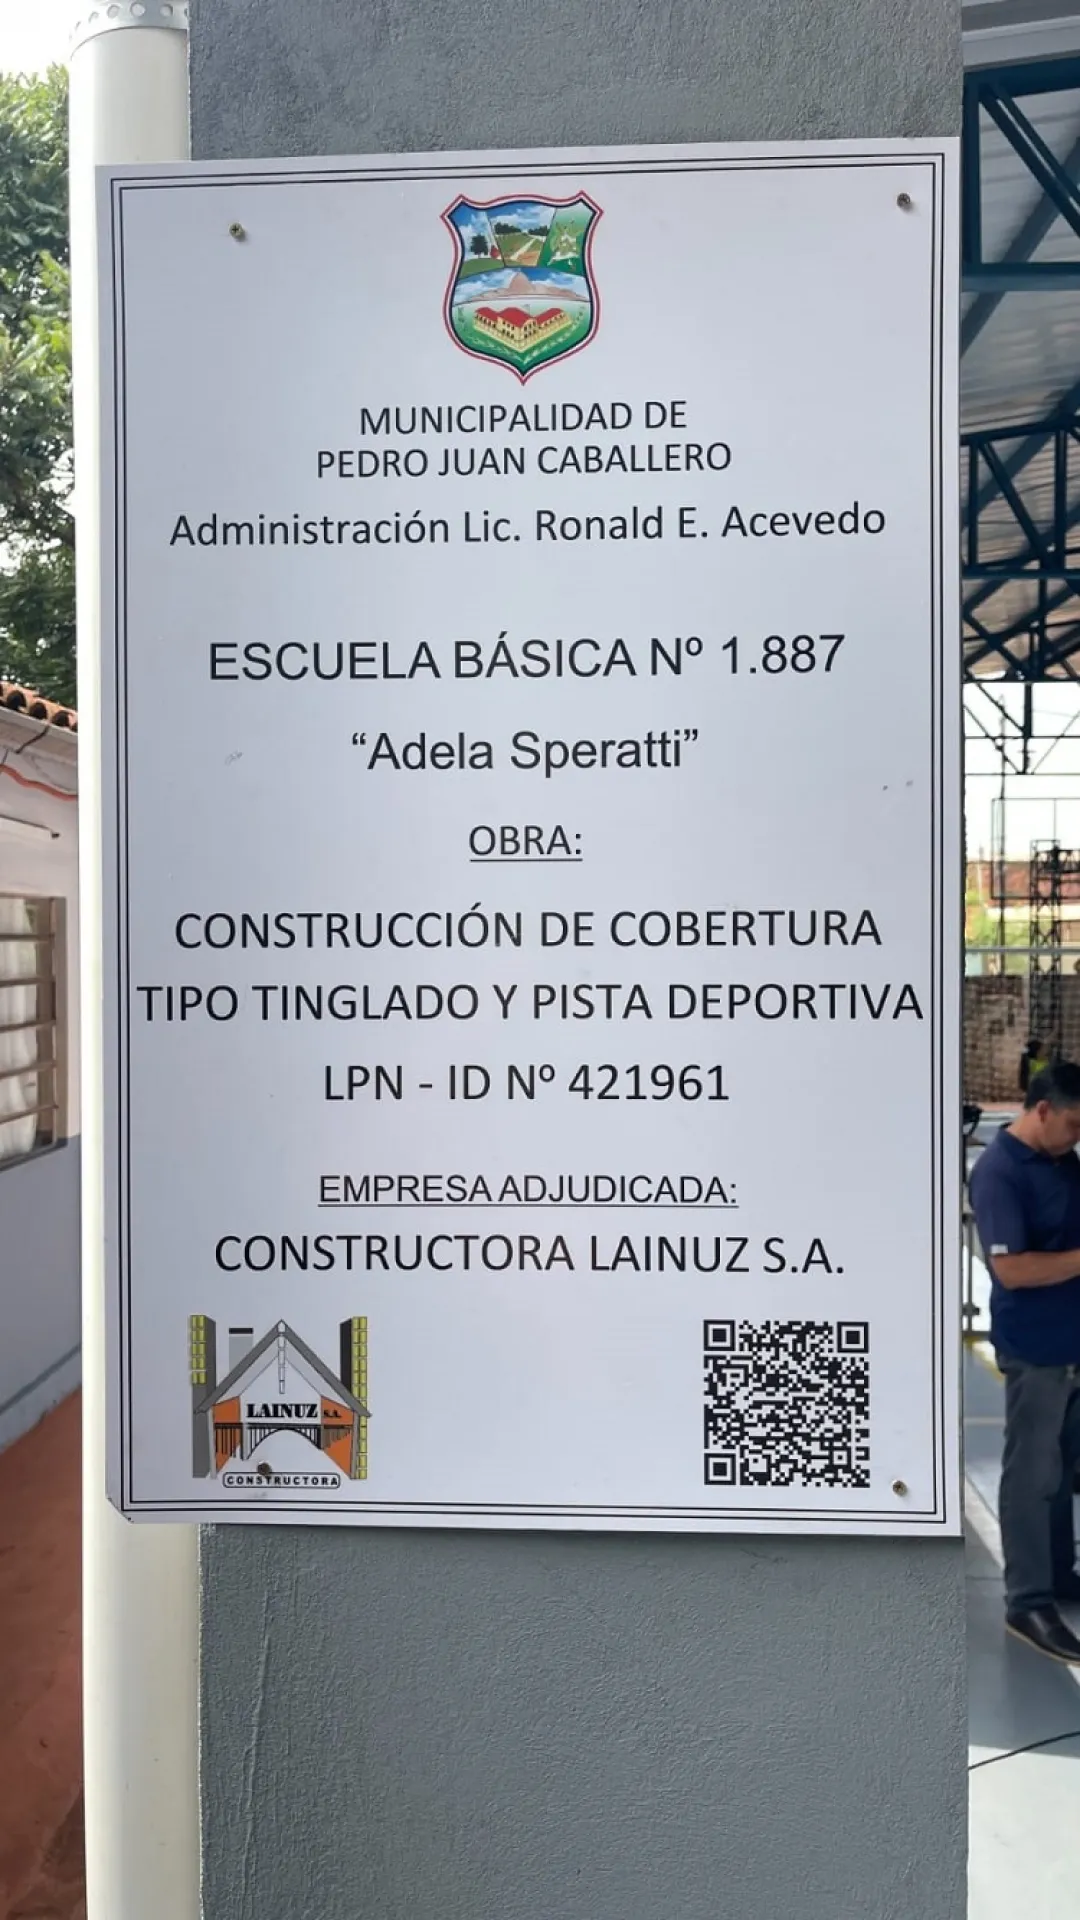 MUNICIPALIDAD DE
PEDRO JUAN CABALLERO
Administración Lic. Ronald E. Acevedo
ESCUELA BÁSICA Nº 1.887
“Adela Speratti”
OBRA:
CONSTRUCCIÓN DE COBERTURA
TIPO TINGLADO Y PISTA DEPORTIVA
LPN - ID Nº 421961
EMPRESA ADJUDICADA:
CONSTRUCTORA LAINUZ S.A.
LAINUZ S.A.
CONSTRUCTORA